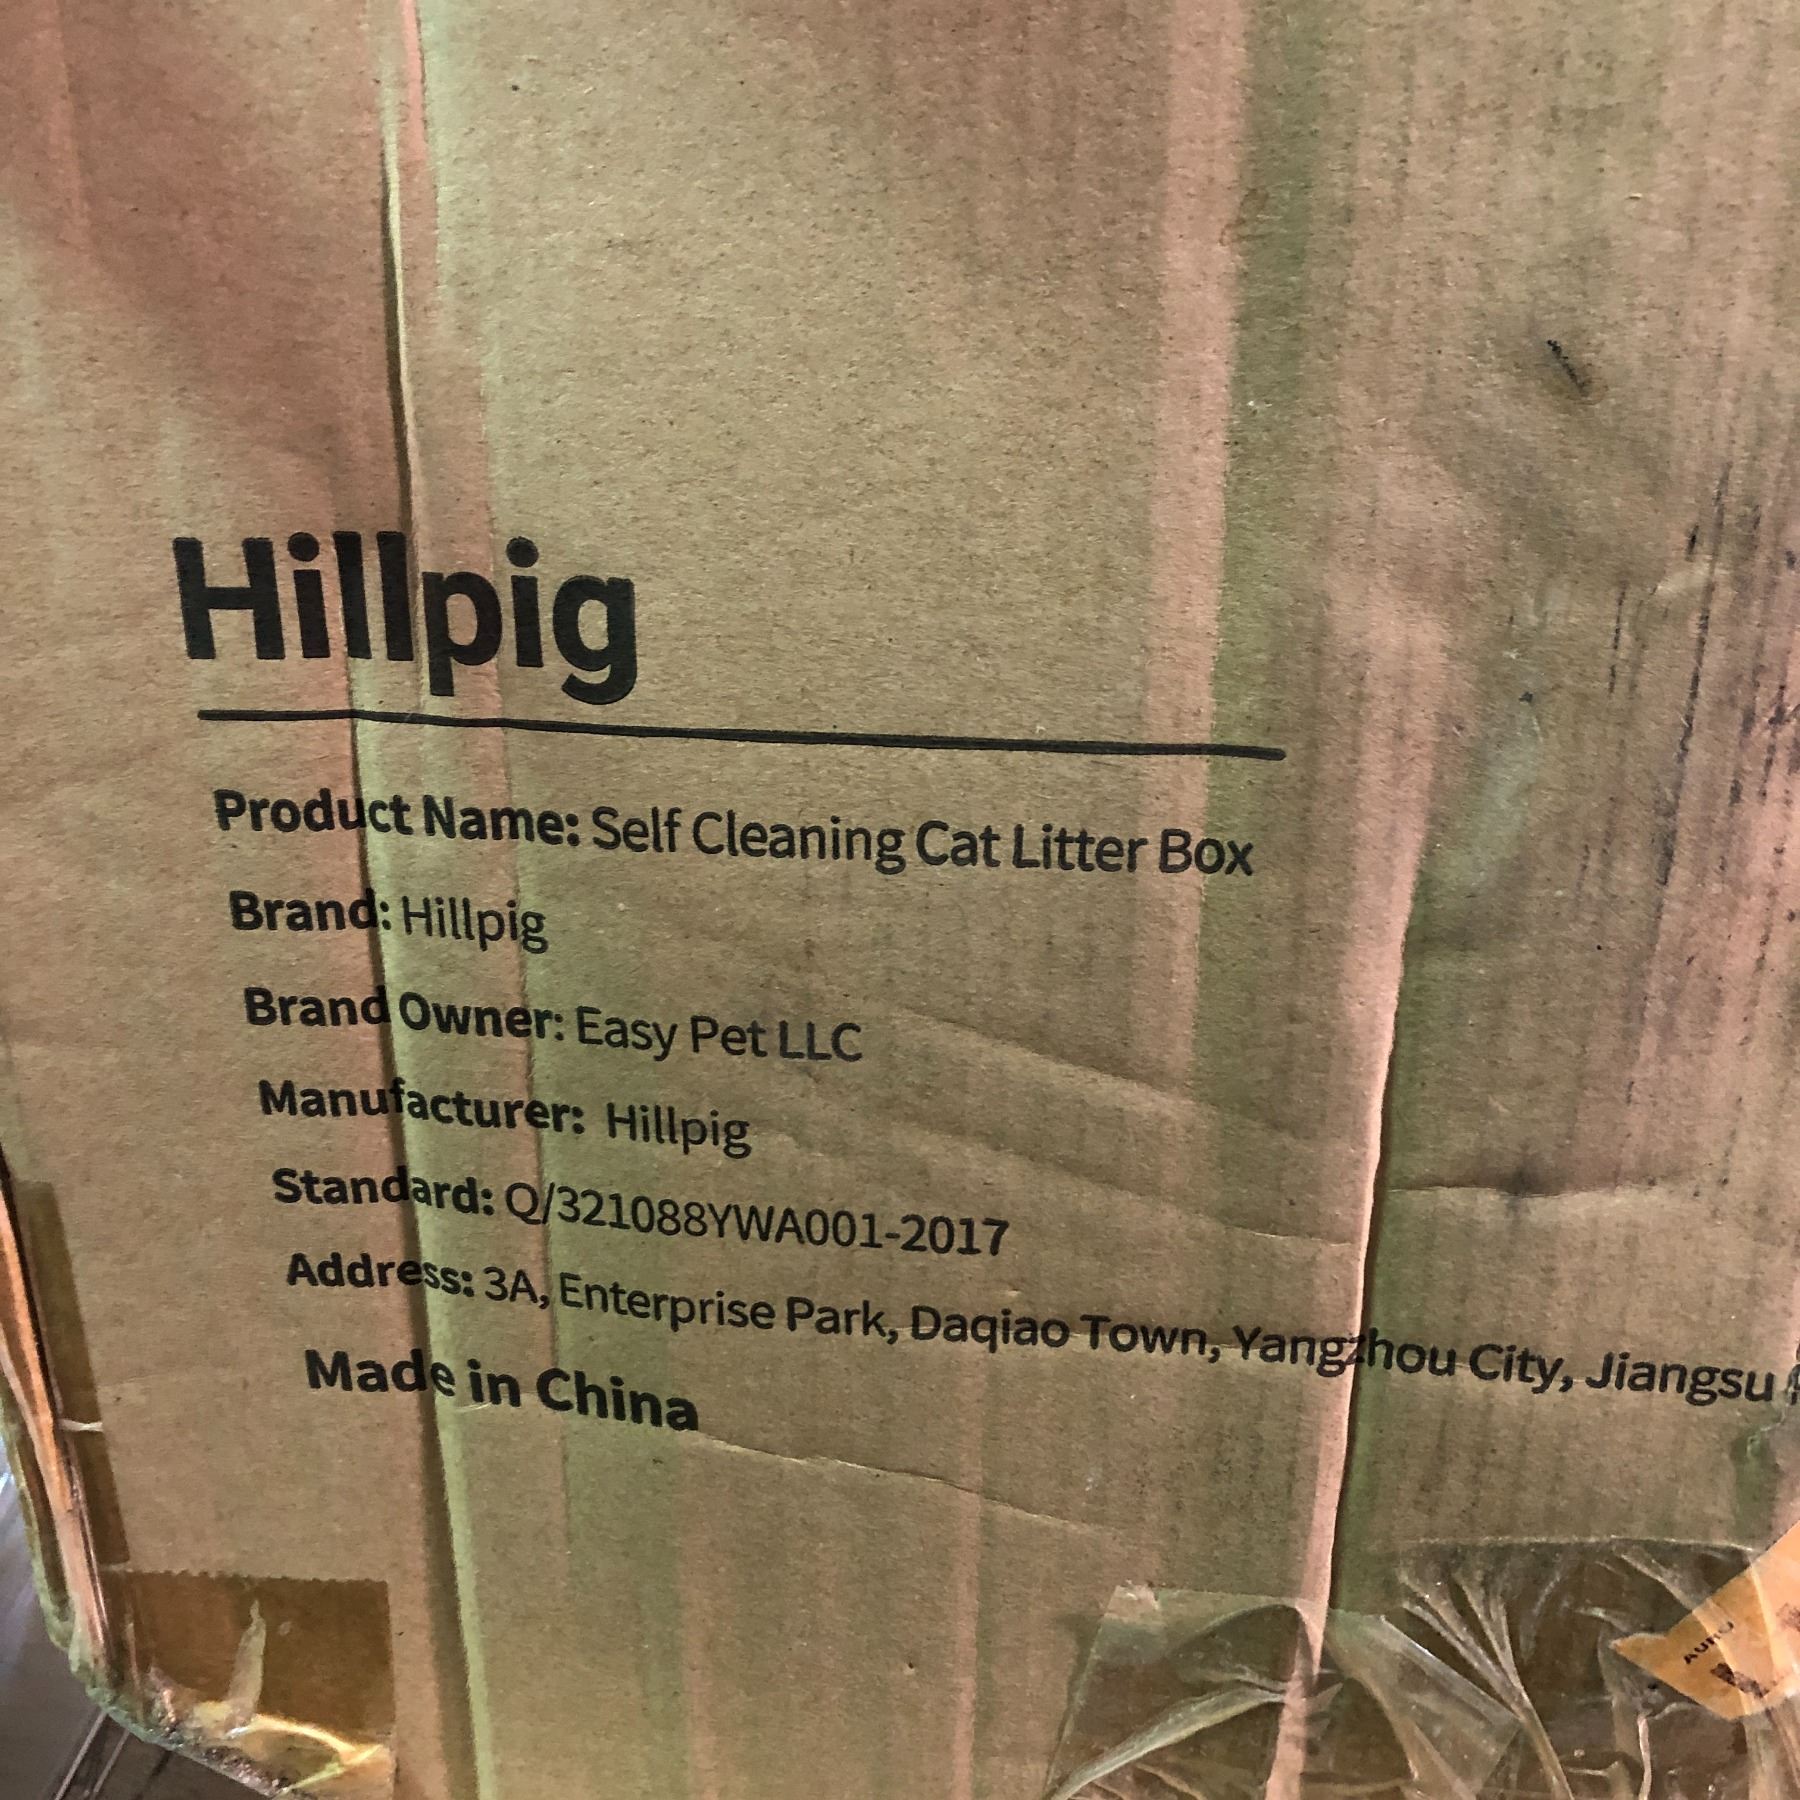 Hillpig
Product Name: Self Cleaning Cat Litter Box
Brand: Hillpig
Brand Owner: Easy Pet LLC
Manufacturer: Hillpig
Standard: Q/321088YWA001-2017
Address: 3A, Enterprise Park, Daqiao Town, Yangzhou City, Jiangsu
Made in China